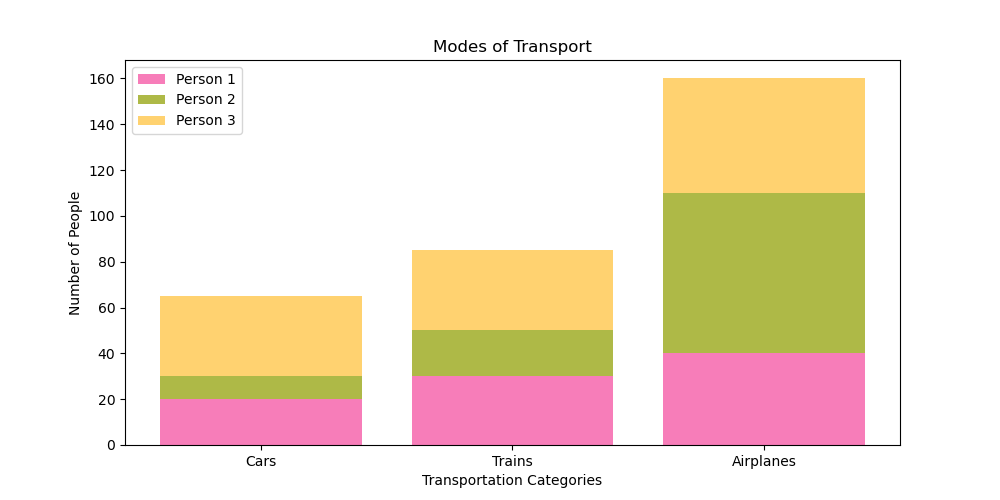 Modes of Transport
Person 1
Person 2
Person 3
Number of People
160
140
120
100
80
60
40
20
0
Cars Trains Airplanes
Transportation Categories